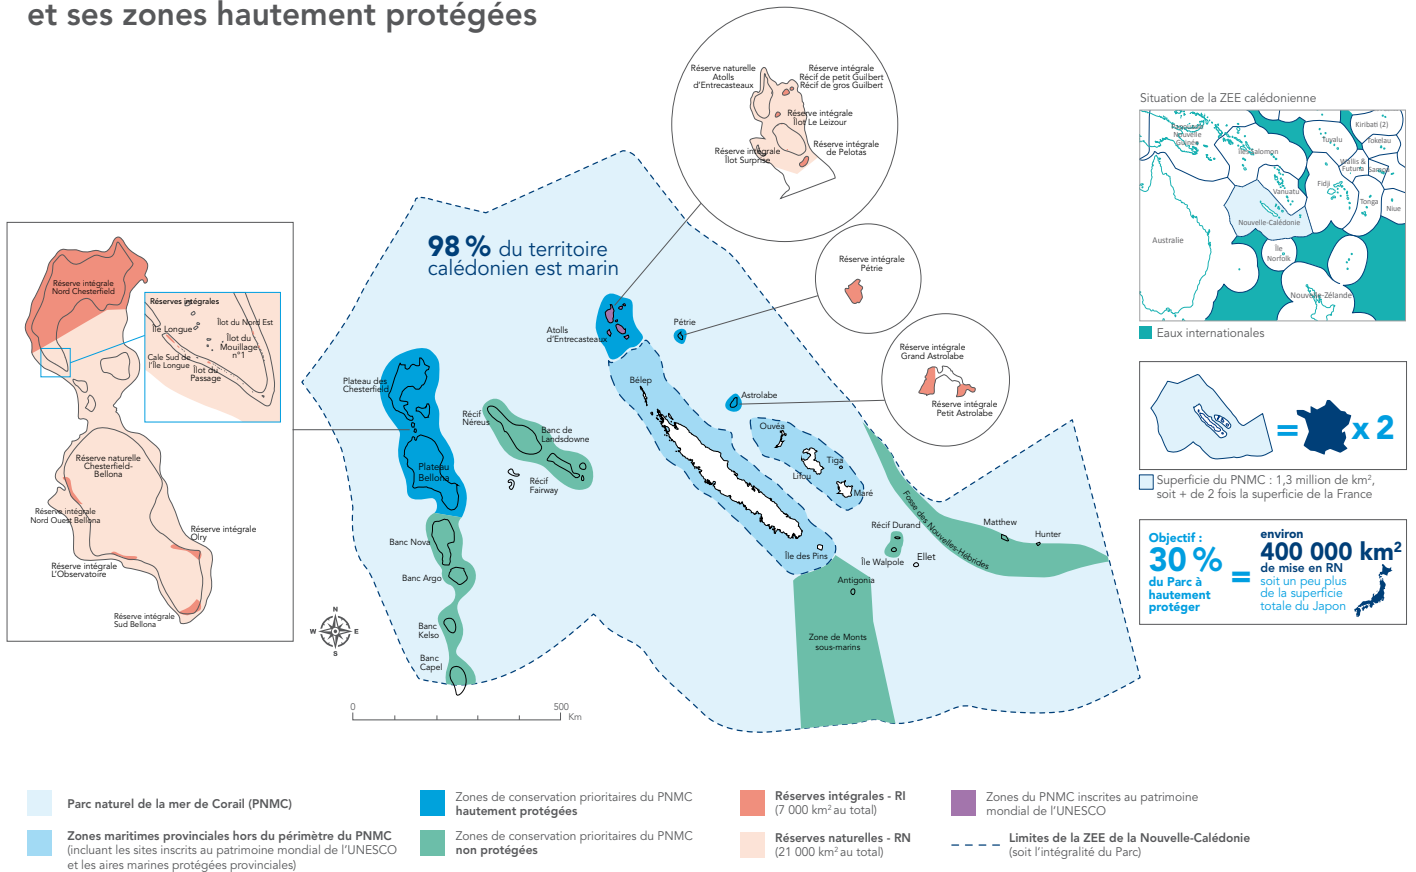 et ses zones hautement protégées
Réserve naturelle
Atolls
d'Entrecasteaux
Réserve intégrale
Récif de petit Guilbert
Récif de gros Guilbert
Réserve intégrale
Îlot Le Leizour
Réserve intégrale
Îlot Surprise
Réserve intégrale
de Pelotas
Situation de la ZEE calédonienne
Papouasie
Nouvelle
Guinée
Îles Salomon
Tuvalu
Kiribati (2)
Tokelau
Wallis &
Futuna
Samoa
Vanuatu
Fidji
Tonga
Niue
Nouvelle-Calédonie
Australie
Île
Norfolk
Nouvelle-Zélande
Eaux internationales
98 % du territoire
calédonien est marin
Réserve intégrale
Pétrie
Réserve intégrale
Grand Astrolabe
Réserve intégrale
Petit Astrolabe
Réserve intégrale
Nord Chesterfield
Réserves intégrales
Île Longue
Îlot du Nord Est
Îlot du
Mouillage
n°1
Cale Sud de
l'Île Longue
Îlot du
Passage
Réserve naturelle
Chesterfield-
Bellona
Réserve intégrale
Nord Ouest Bellona
Réserve intégrale
Olry
Réserve intégrale
L'Observatoire
Réserve intégrale
Sud Bellona
Atolls
d'Entrecasteaux
Pétrie
Plateau des
Chesterfield
Bélep
Astrolabe
Récif
Néreus
Banc de
Landsdowne
Ouvéa
Tiga
Lifou
Maré
Plateau
Bellona
Récif
Fairway
Fosse des Nouvelles-Hébrides
Matthew
Hunter
Récif Durand
Île Walpole
Ellet
Île des Pins
Antigonia
Banc Nova
Banc Argo
Banc
Kelso
Banc
Capel
Zone de Monts
sous-marins
N
W
E
S
0
500
Km
= x 2
Superficie du PNMC : 1,3 million de km²,
soit + de 2 fois la superficie de la France
Objectif :
30 %
du Parc à
hautement
protéger
=
environ
400 000 km²
de mise en RN
soit un peu plus
de la superficie
totale du Japon
Parc naturel de la mer de Corail (PNMC)
Zones maritimes provinciales hors du périmètre du PNMC
(incluant les sites inscrits au patrimoine mondial de l'UNESCO
et les aires marines protégées provinciales)
Zones de conservation prioritaires du PNMC
hautement protégées
Zones de conservation prioritaires du PNMC
non protégées
Réserves intégrales - RI
(7 000 km² au total)
Réserves naturelles - RN
(21 000 km² au total)
Zones du PNMC inscrites au patrimoine
mondial de l'UNESCO
Limites de la ZEE de la Nouvelle-Calédonie
(soit l'intégralité du Parc)